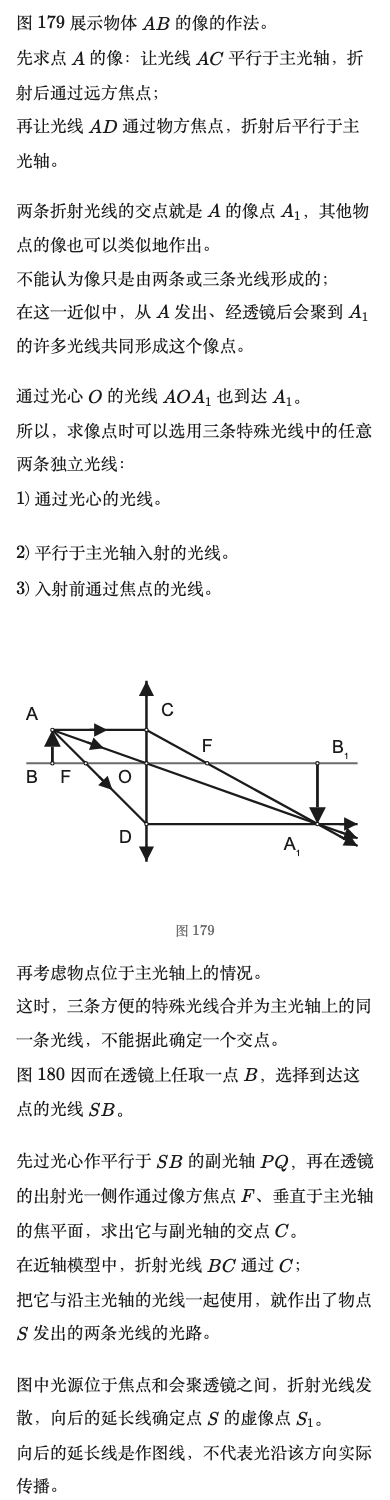 图 179 展示物体 AB 的像的作法。
先求点 A 的像：让光线 AC 平行于主光轴，折
射后通过远方焦点；
再让光线 AD 通过物方焦点，折射后平行于主
光轴。
两条折射光线的交点就是 A 的像点 A₁，其他物
点的像也可以类似地作出。
不能认为像只是由两条或三条光线形成的；
在这一近似中，从 A 发出、经透镜后会聚到 A₁
的许多光线共同形成这个像点。
通过光心 O 的光线 AOA₁ 也到达 A₁。
所以，求像点时可以选用三条特殊光线中的任意
两条独立光线：
1) 通过光心的光线。
2) 平行于主光轴入射的光线。
3) 入射前通过焦点的光线。
A
C
F
B₁
B
F
O
D
A₁
图 179
再考虑物点位于主光轴上的情况。
这时，三条方便的特殊光线合并为主光轴上的同
一条光线，不能据此确定一个交点。
图 180 因而在透镜上任取一点 B，选择到达这
点的光线 SB。
先过光心作平行于 SB 的副光轴 PQ，再在透镜
的出射光一侧作通过像方焦点 F、垂直于主光轴
的焦平面，求出它与副光轴的交点 C。
在近轴模型中，折射光线 BC 通过 C；
把它与沿主光轴的光线一起使用，就作出了物点
S 发出的两条光线的光路。
图中光源位于焦点和会聚透镜之间，折射光线发
散，向后的延长线确定点 S 的虚像点 S₁。
向后的延长线是作图线，不代表光沿该方向实际
传播。